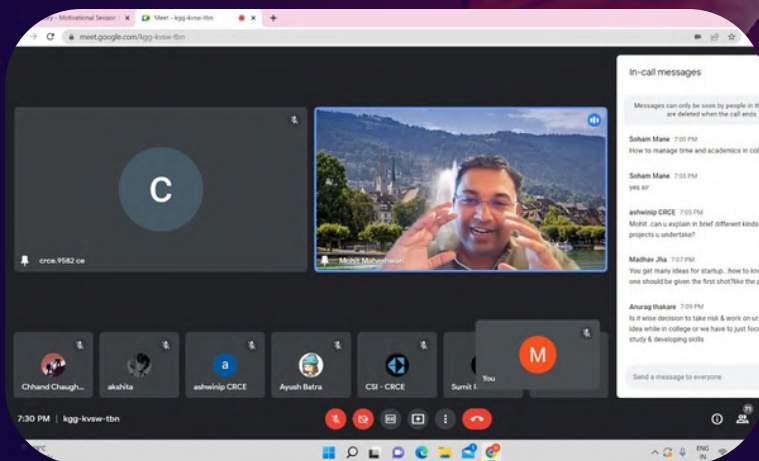 ry - Motivational Session
Meet - kgg-kvsw-tbn
meet.google.com/kgg-kvsw-tbn
In-call messages
Messages can only be seen by people in th
are deleted when the call ends
Soham Mane 7:00 PM
How to manage time and academics in col
Soham Mane 7:03 PM
yes sir
ashwinip CRCE 7:05 PM
Mohit .can u explain in brief different kinds
projects u undertake?
Madhav Jha 7:07 PM
You get many ideas for startup...how to kn
one should be given the first shot?like the p
Anurag thakare 7:09 PM
Is it wise decision to take risk & work on ur
idea while in college or we have to just foc
study & developing skills
Send a message to everyone
C
crce.9582 ce
Mohit Maheshwari
Chhand Chaugh...
akshita
a
ashwinip CRCE
Ayush Batra
CSI - CRCE
Sumit
M
You
7:30 PM | kgg-kvsw-tbn
71
ENG
IN